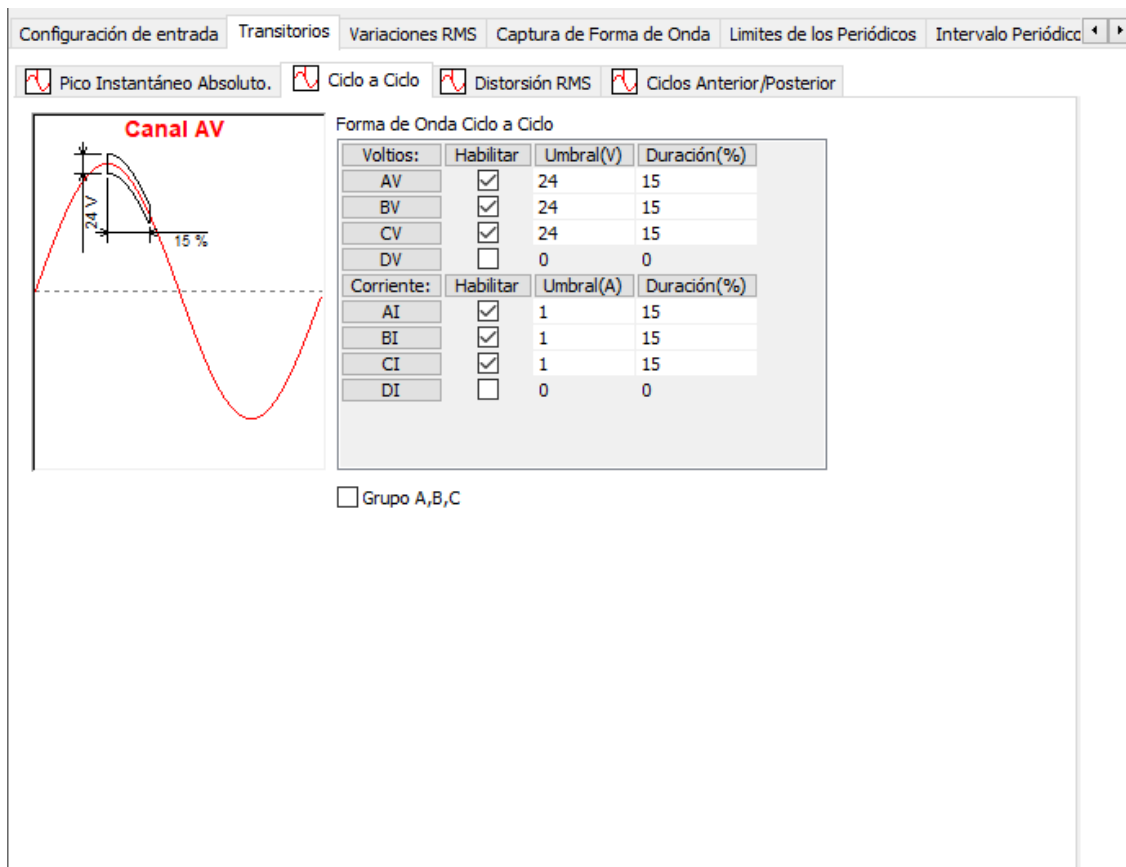 Configuración de entrada Transitorios Variaciones RMS Captura de Forma de Onda Limites de los Periódicos Intervalo Periódico
Pico Instantáneo Absoluto. Ciclo a Ciclo Distorsión RMS Ciclos Anterior/Posterior
Canal AV
24 V
15 %
Forma de Onda Ciclo a Ciclo
Voltios: Habilitar Umbral(V) Duración(%)
AV 24 15
BV 24 15
CV 24 15
DV 0 0
Corriente: Habilitar Umbral(A) Duración(%)
AI 1 15
BI 1 15
CI 1 15
DI 0 0
Grupo A,B,C